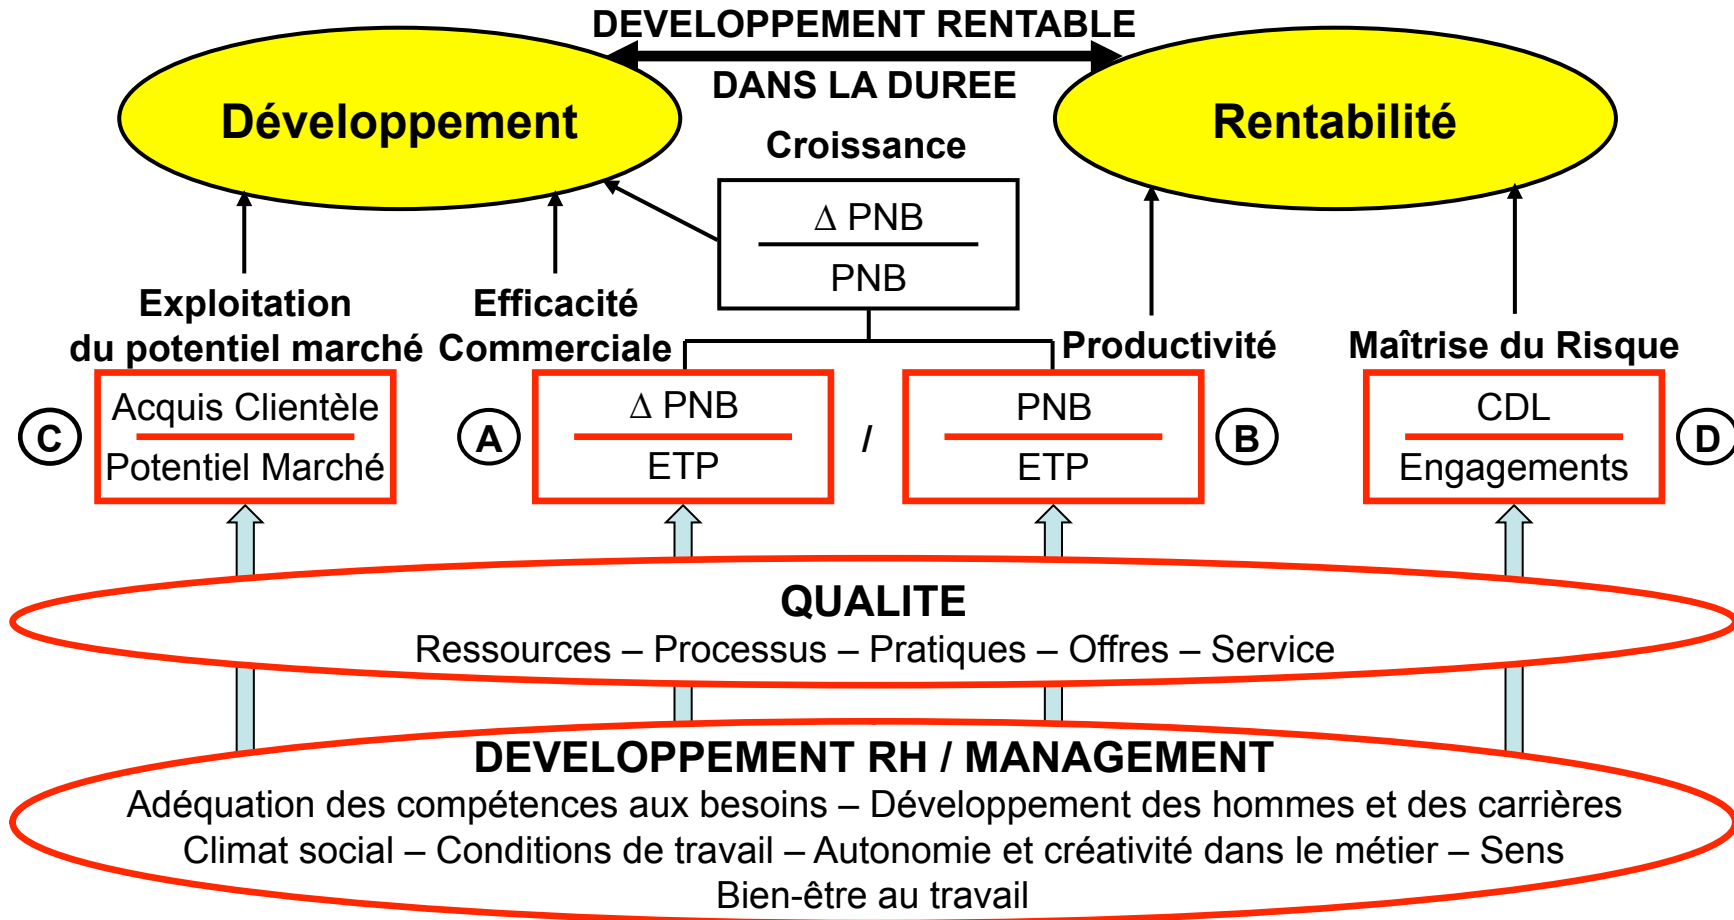 DEVELOPPEMENT RENTABLE
DANS LA DUREE
Développement
Rentabilité
Croissance
∆ PNB
PNB
Exploitation
du potentiel marché
Efficacité
Commerciale
Productivité
Maîtrise du Risque
C
Acquis Clientèle
Potentiel Marché
A
∆ PNB
ETP
/
PNB
ETP
B
CDL
Engagements
D
QUALITE
Ressources – Processus – Pratiques – Offres – Service
DEVELOPPEMENT RH / MANAGEMENT
Adéquation des compétences aux besoins – Développement des hommes et des carrières
Climat social – Conditions de travail – Autonomie et créativité dans le métier – Sens
Bien-être au travail